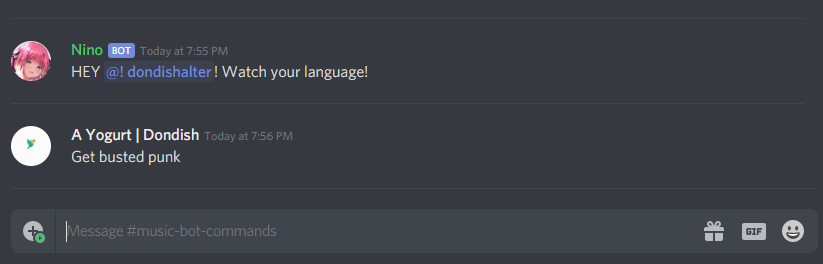 Nino BOT Today at 7:55 PM
HEY @! dondishalter! Watch your language!
A Yogurt | Dondish Today at 7:56 PM
Get busted punk
Message #music-bot-commands
GIF